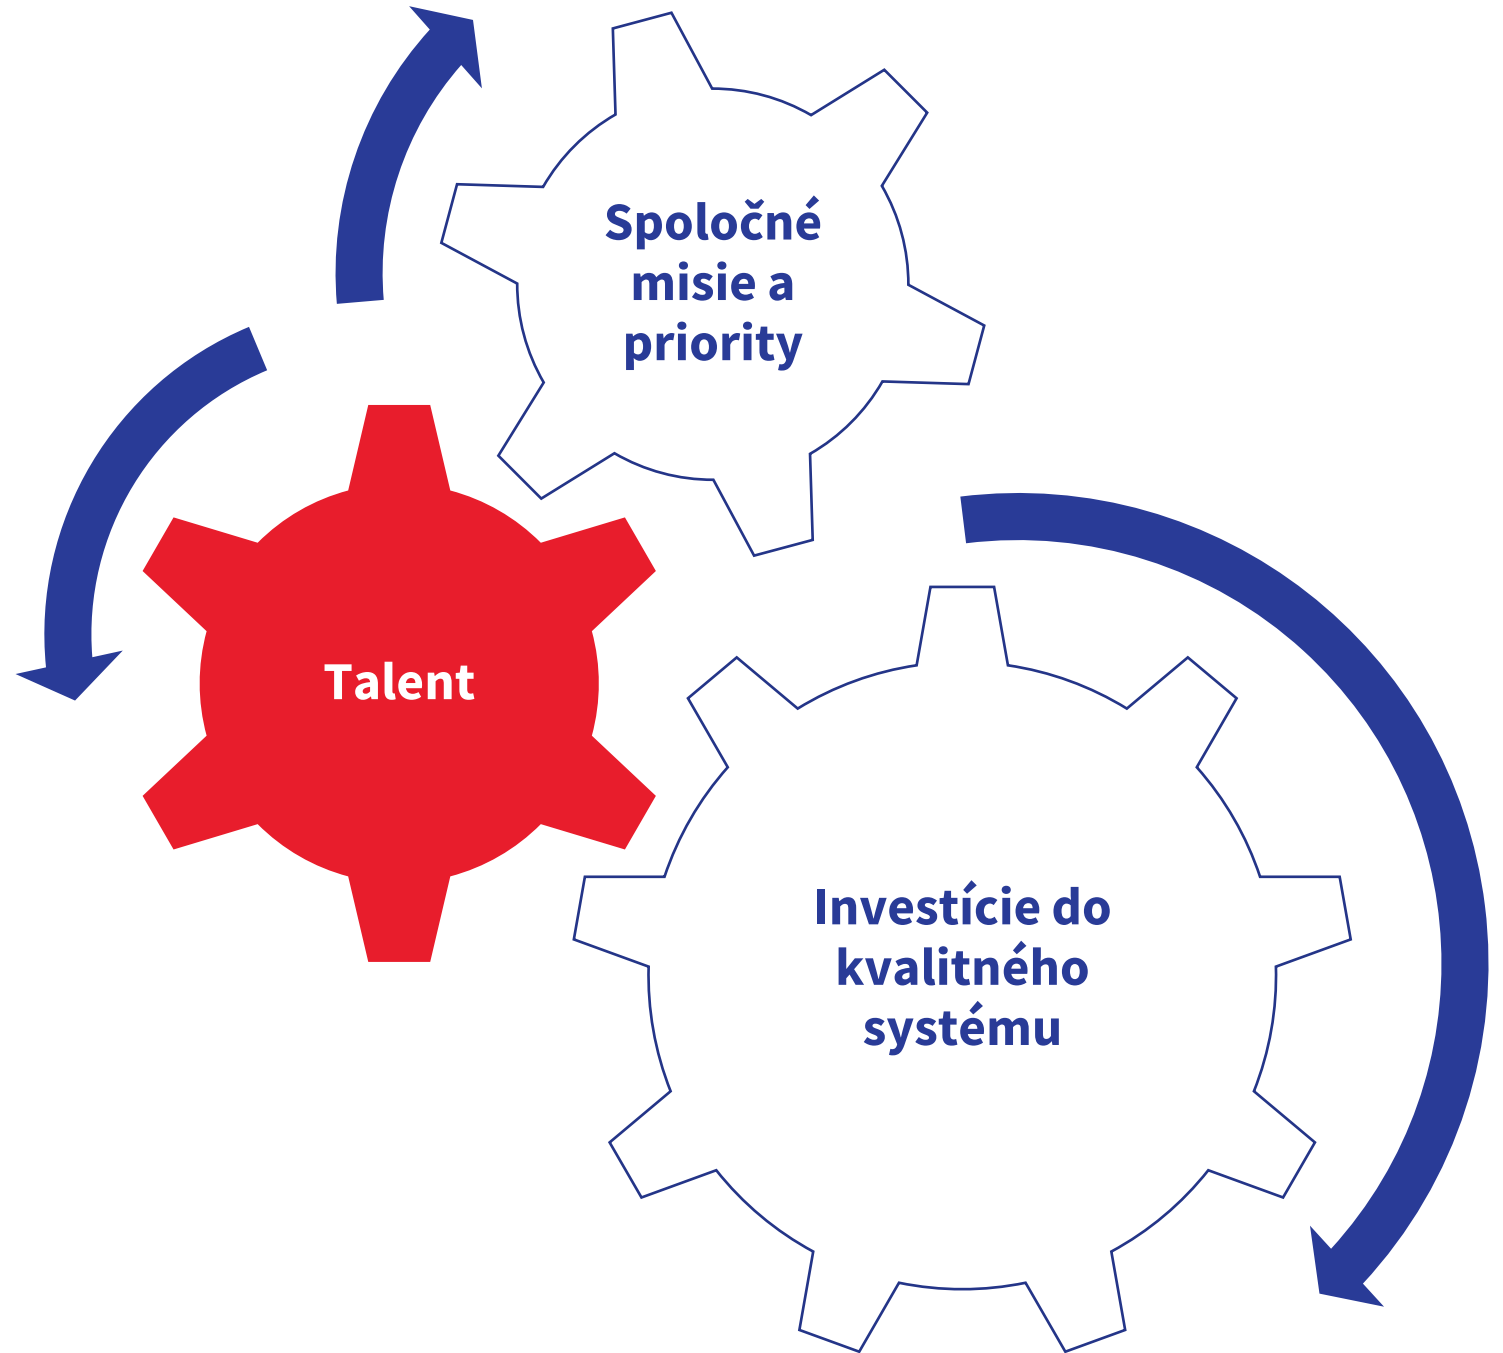 Spoločné
misie a
priority
Talent
Investície do
kvalitného
systému